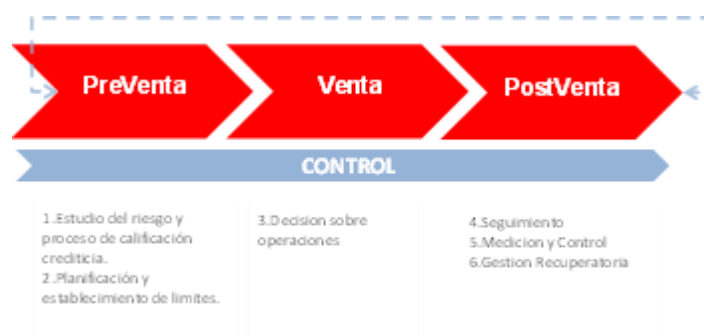 PreVenta
Venta
PostVenta
CONTROL
1.Estudio del riesgo y
proceso de calificación
crediticia.
2.Planificación y
establecimiento de limites.
3.Decision sobre
operaciones
4.Seguimiento
5.Medicion y Control
6.Gestion Recuperatoria